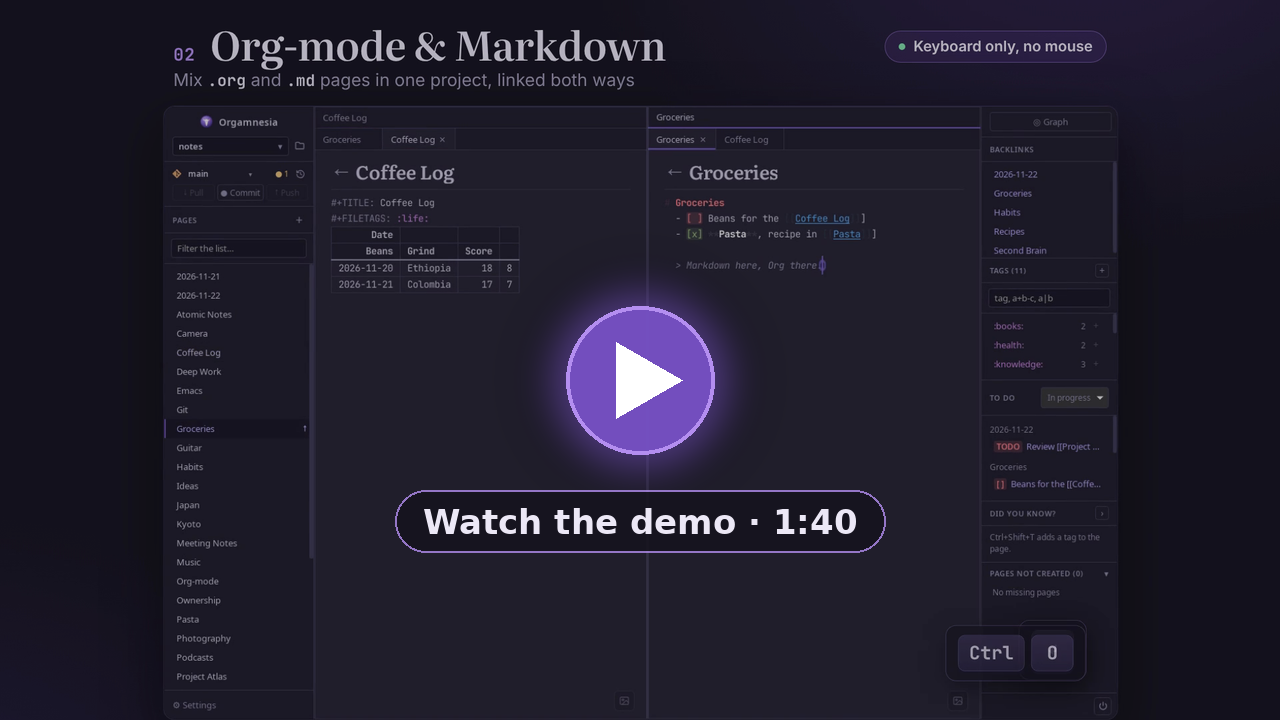 02 Org-mode & Markdown
Mix .org and .md pages in one project, linked both ways
Keyboard only, no mouse
Orgamnesia
notes
main
1
Pull
Commit
Push
PAGES
Filter the list...
2026-11-21
2026-11-22
Atomic Notes
Camera
Coffee Log
Deep Work
Emacs
Git
Groceries
Guitar
Habits
Ideas
Japan
Kyoto
Meeting Notes
Music
Org-mode
Ownership
Pasta
Photography
Podcasts
Project Atlas
Settings
Coffee Log
Groceries
Coffee Log ×
← Coffee Log
#+TITLE: Coffee Log
#+FILETAGS: :life:
Date
Beans Grind Score
2026-11-20 Ethiopia 18 8
2026-11-21 Colombia 17 7
Groceries
Groceries ×
Coffee Log
← Groceries
Groceries
- [ ] Beans for the Coffee Log ]
- [x] Pasta , recipe in Pasta ]
> Markdown here, Org there
Watch the demo · 1:40
Graph
BACKLINKS
2026-11-22
Groceries
Habits
Recipes
Second Brain
TAGS (11)
+
tag, a+b-c, a|b
:books: 2 +
:health: 2 +
:knowledge: 3 +
TO DO
In progress
2026-11-22
TODO Review [[Project ...
Groceries
[ ] Beans for the [[Coffe...
DID YOU KNOW?
Ctrl+Shift+T adds a tag to the
page.
PAGES NOT CREATED (0)
No missing pages
Ctrl O